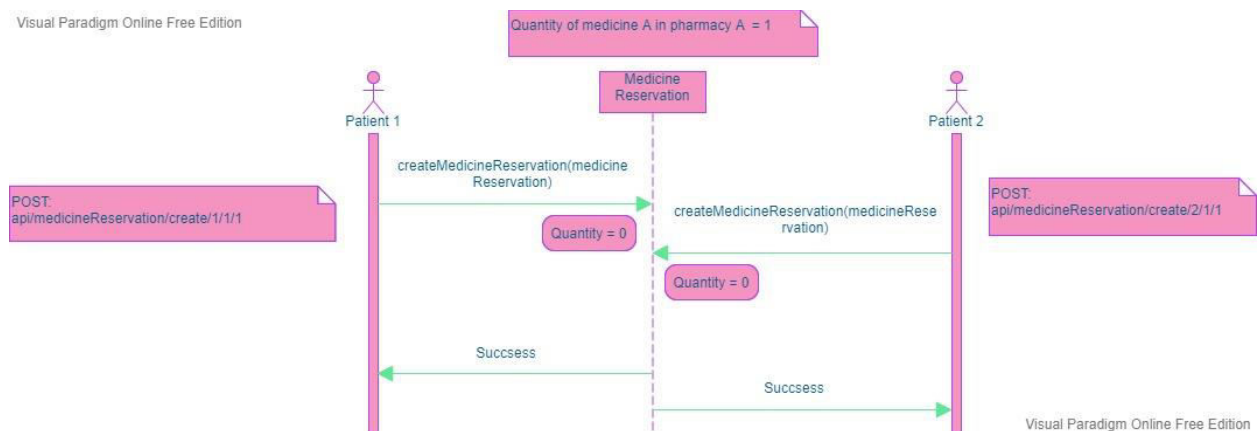 Visual Paradigm Online Free Edition
Quantity of medicine A in pharmacy A = 1
Medicine
Reservation
Patient 1
Patient 2
createMedicineReservation(medicine
Reservation)
POST:
api/medicineReservation/create/1/1/1
POST:
api/medicineReservation/create/2/1/1
createMedicineReservation(medicineRese
rvation)
Quantity = 0
Quantity = 0
Succsess
Succsess
Visual Paradigm Online Free Edition